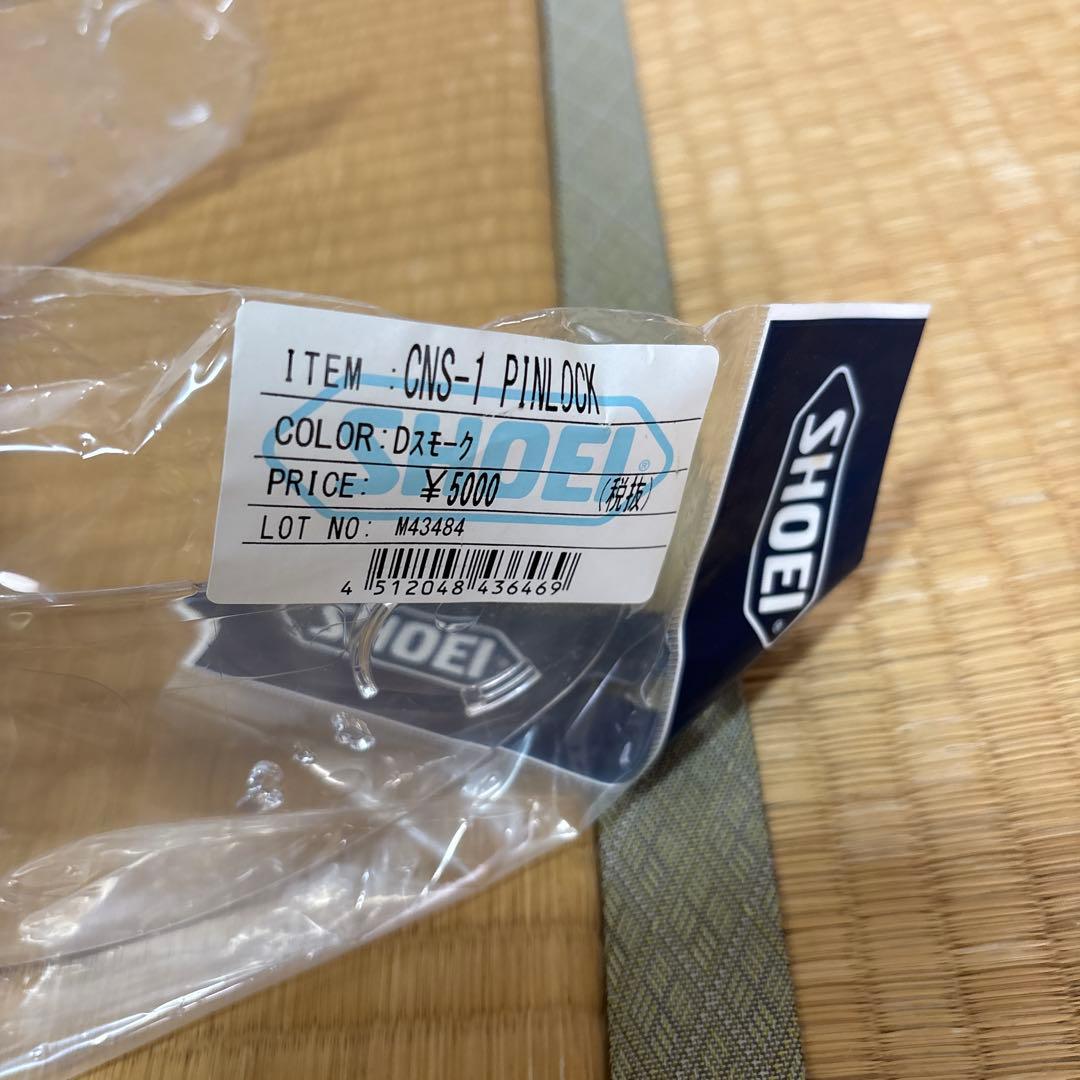 ITEM :CNS-1 PINLOCK
SHOEI®
COLOR:Dスモーク
PRICE: ¥5000 (税抜)
LOT NO: M43484
4 512048 436469
SHOEI®
SHOEI